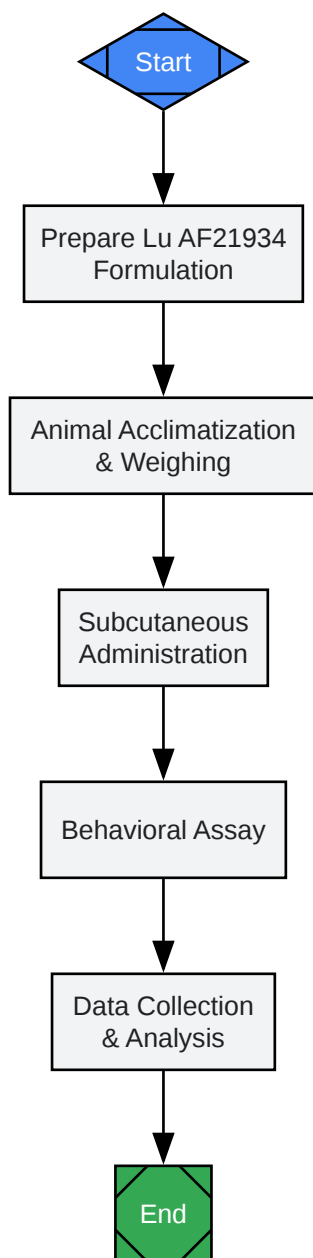 Start
Prepare Lu AF21934
Formulation
Animal Acclimatization
& Weighing
Subcutaneous
Administration
Behavioral Assay
Data Collection
& Analysis
End